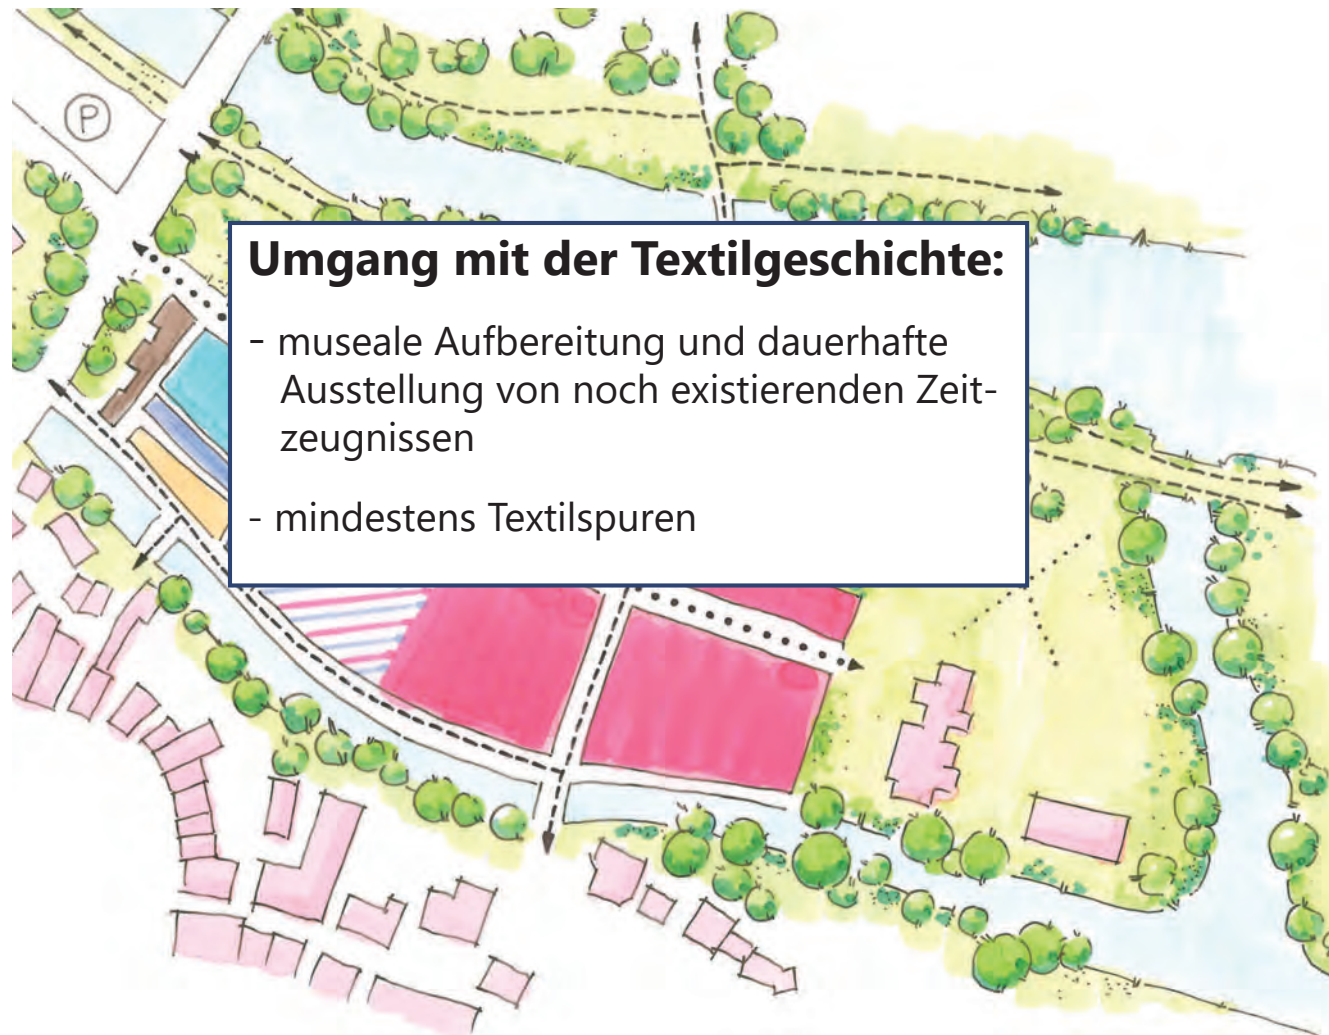 P
Umgang mit der Textilgeschichte:
- museale Aufbereitung und dauerhafte
Ausstellung von noch existierenden Zeit-
zeugnissen
- mindestens Textilspuren